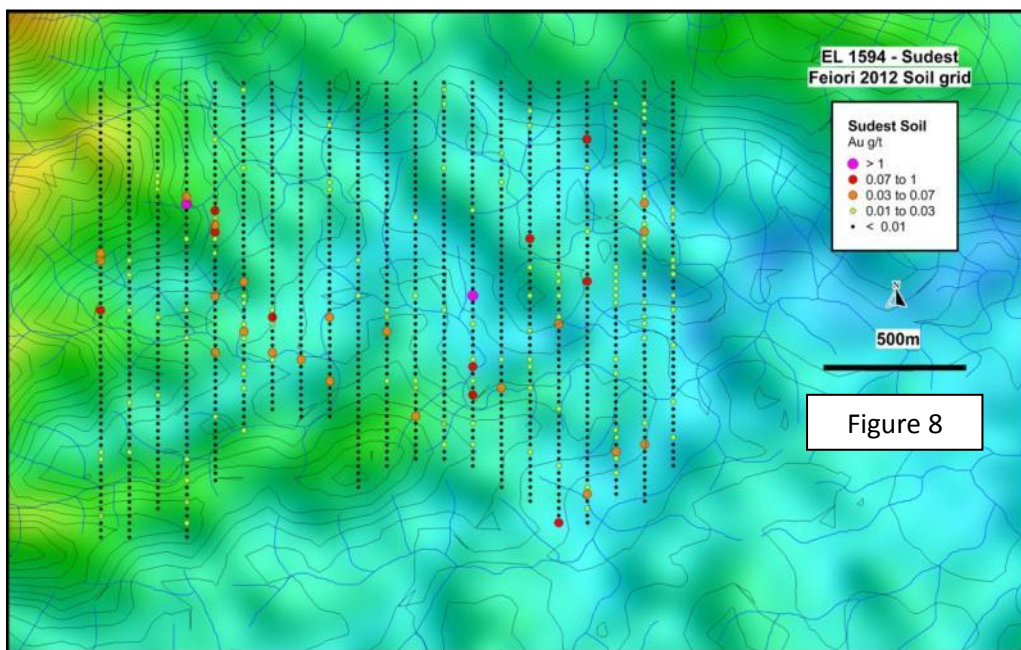 EL 1594 - Sudest
Feiori 2012 Soil grid
Sudest Soil
Au g/t
> 1
0.07 to 1
0.03 to 0.07
0.01 to 0.03
< 0.01
N
500m
Figure 8